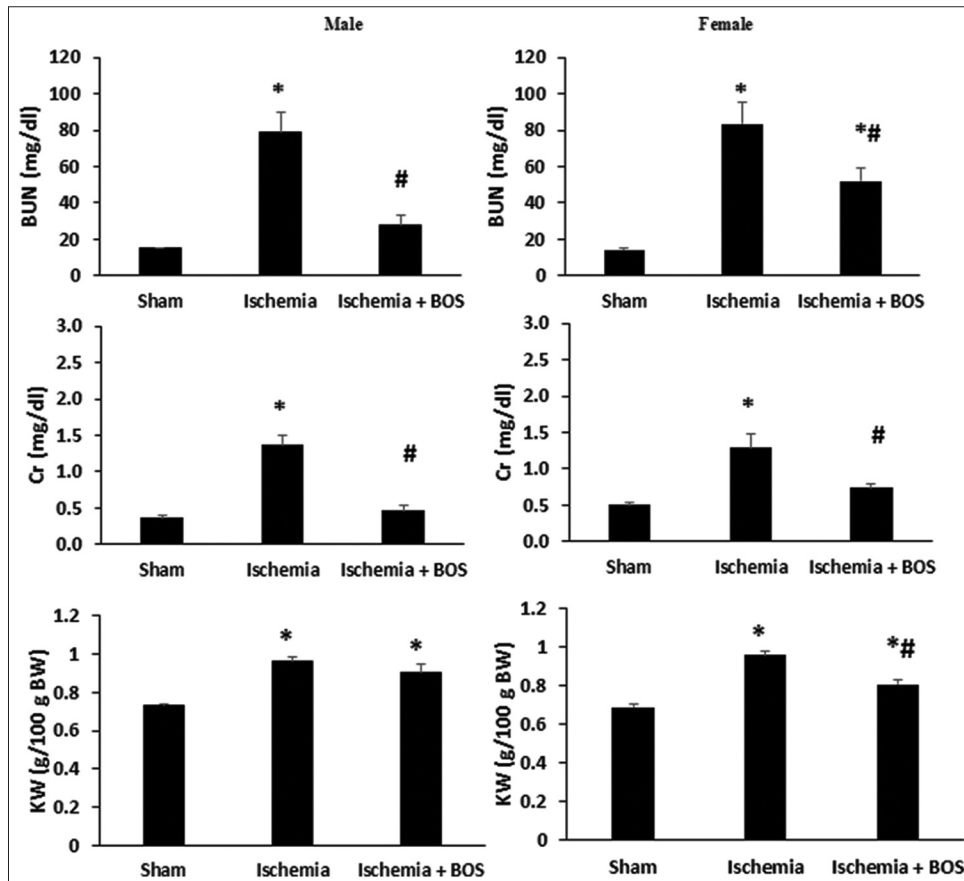 Male
Female
BUN (mg/dl)
120
100
80
60
40
20
0
*
#
Sham
Ischemia
Ischemia + BOS
BUN (mg/dl)
120
100
80
60
40
20
0
*
*#
Sham
Ischemia
Ischemia + BOS
Cr (mg/dl)
3.0
2.5
2.0
1.5
1.0
0.5
0.0
*
#
Sham
Ischemia
Ischemia + BOS
Cr (mg/dl)
3.0
2.5
2.0
1.5
1.0
0.5
0.0
*
#
Sham
Ischemia
Ischemia + BOS
KW (g/100 g BW)
1.2
1
0.8
0.6
0.4
0.2
0
*
*
Sham
Ischemia
Ischemia + BOS
KW (g/100 g BW)
1.2
1
0.8
0.6
0.4
0.2
0
*
*#
Sham
Ischemia
Ischemia + BOS